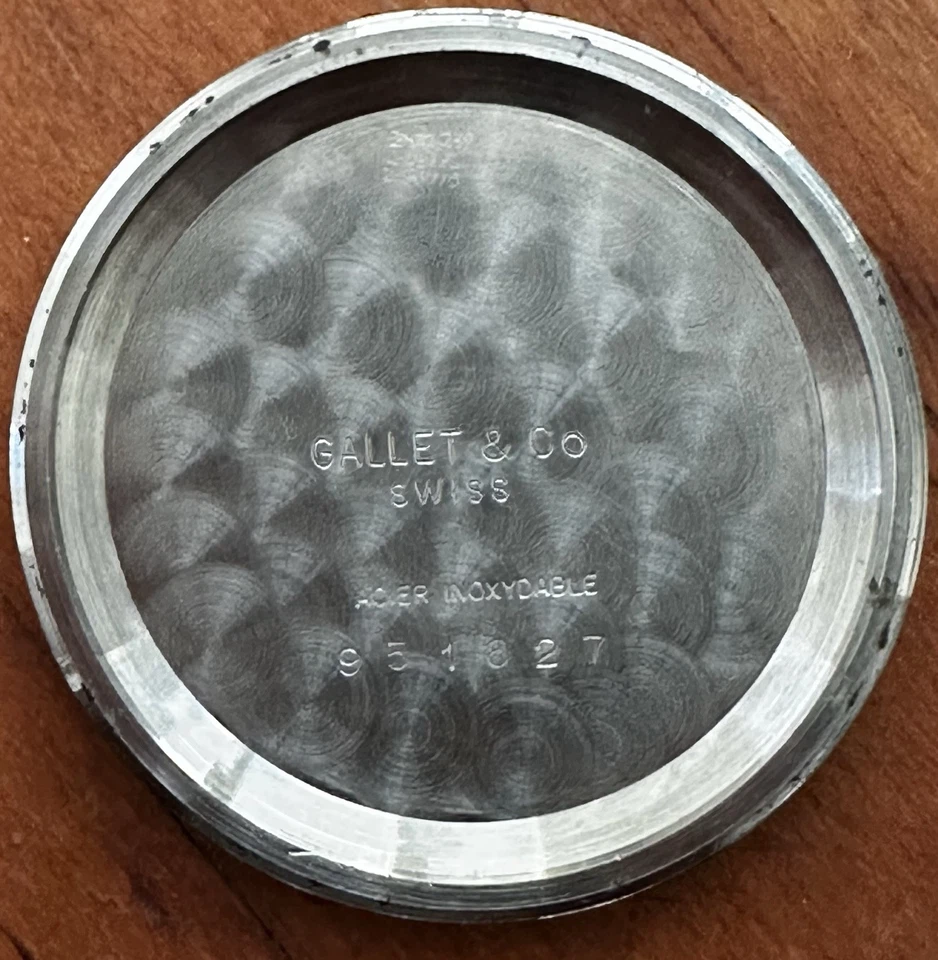 GALLET & Co
SWISS
ACIER INOXYDABLE
951827